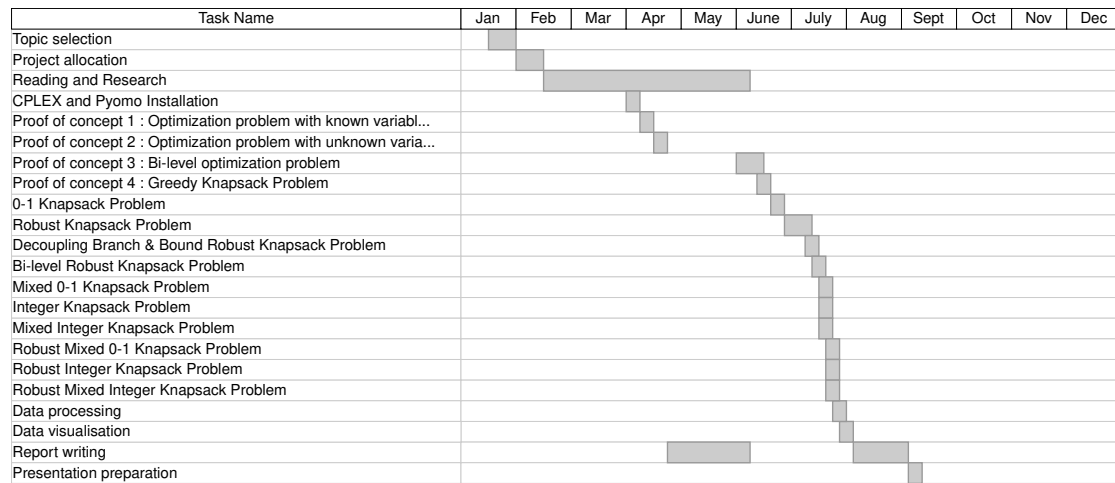 Task Name Jan Feb Mar Apr May June July Aug Sept Oct Nov Dec
Topic selection
Project allocation
Reading and Research
CPLEX and Pyomo Installation
Proof of concept 1 : Optimization problem with known variabl...
Proof of concept 2 : Optimization problem with unknown varia...
Proof of concept 3 : Bi-level optimization problem
Proof of concept 4 : Greedy Knapsack Problem
0-1 Knapsack Problem
Robust Knapsack Problem
Decoupling Branch & Bound Robust Knapsack Problem
Bi-level Robust Knapsack Problem
Mixed 0-1 Knapsack Problem
Integer Knapsack Problem
Mixed Integer Knapsack Problem
Robust Mixed 0-1 Knapsack Problem
Robust Integer Knapsack Problem
Robust Mixed Integer Knapsack Problem
Data processing
Data visualisation
Report writing
Presentation preparation